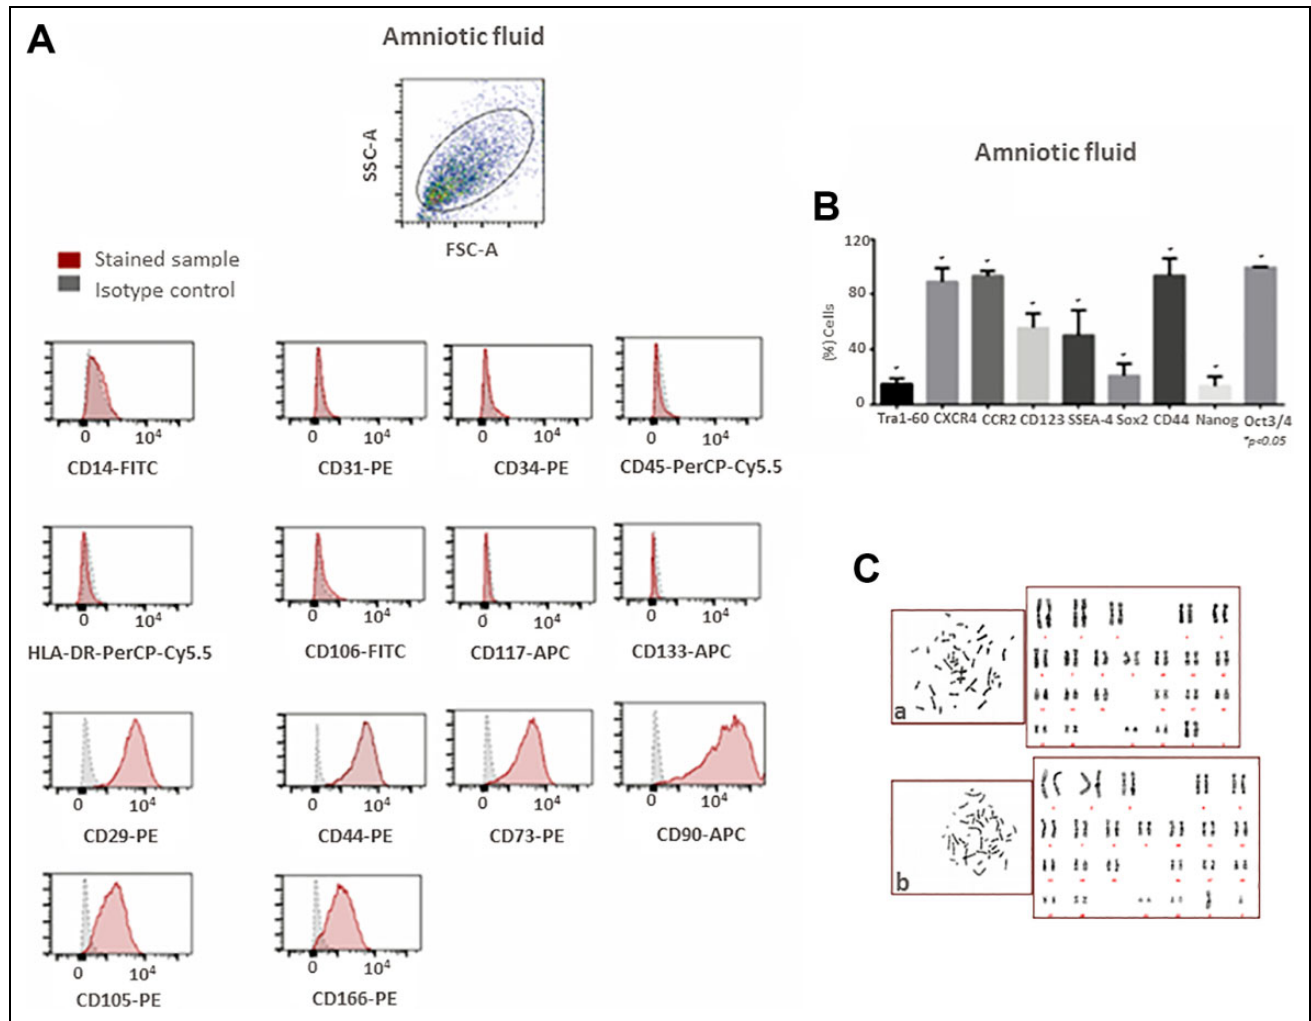 A
Amniotic fluid
SSC-A
FSC-A
Stained sample
Isotype control
0 10⁴
CD14-FITC
0 10⁴
CD31-PE
0 10⁴
CD34-PE
0 10⁴
CD45-PerCP-Cy5.5
0 10⁴
HLA-DR-PerCP-Cy5.5
0 10⁴
CD106-FITC
0 10⁴
CD117-APC
0 10⁴
CD133-APC
0 10⁴
CD29-PE
0 10⁴
CD44-PE
0 10⁴
CD73-PE
0 10⁴
CD90-APC
0 10⁴
CD105-PE
0 10⁴
CD166-PE
Amniotic fluid
B
(%) Cells
120
80
40
0
Tra1-60 CXCR4 CCR2 CD123 SSEA-4 Sox2 CD44 Nanog Oct3/4
*p<0.05
C
a
b